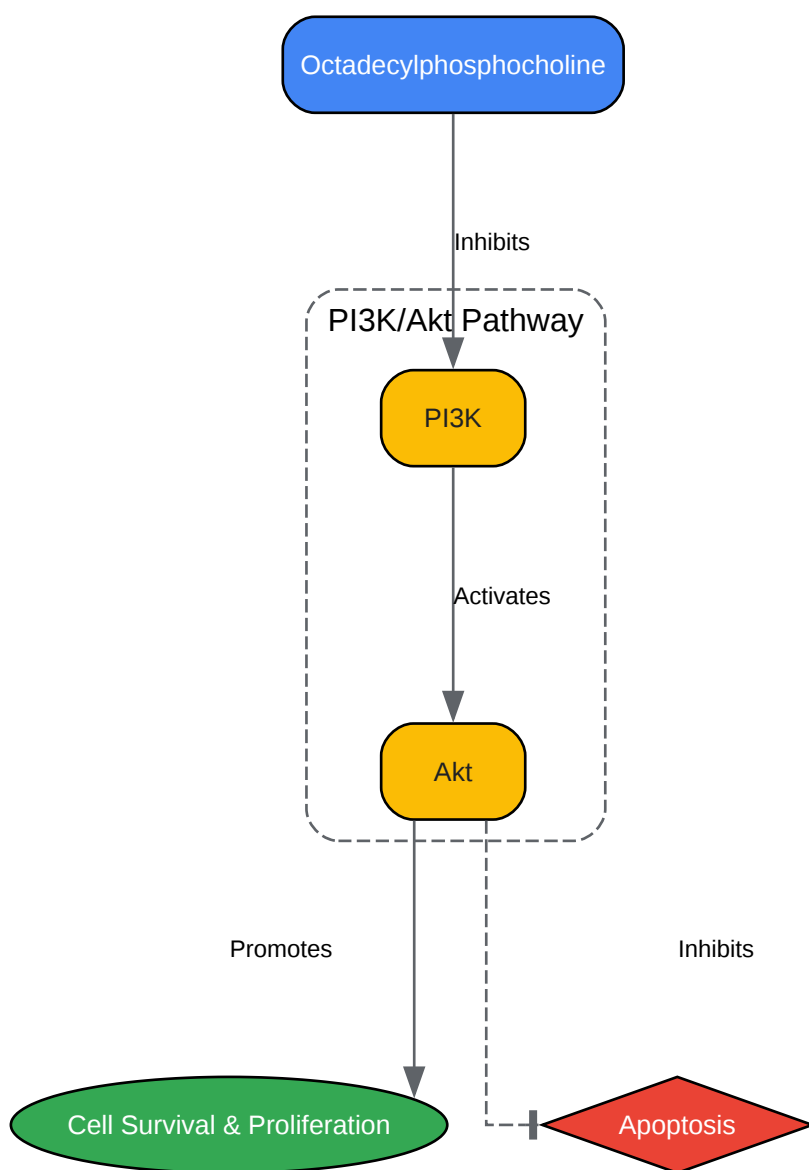 Octadecylphosphocholine
Inhibits
PI3K/Akt Pathway
PI3K
Activates
Akt
Promotes
Inhibits
Cell Survival & Proliferation
Apoptosis